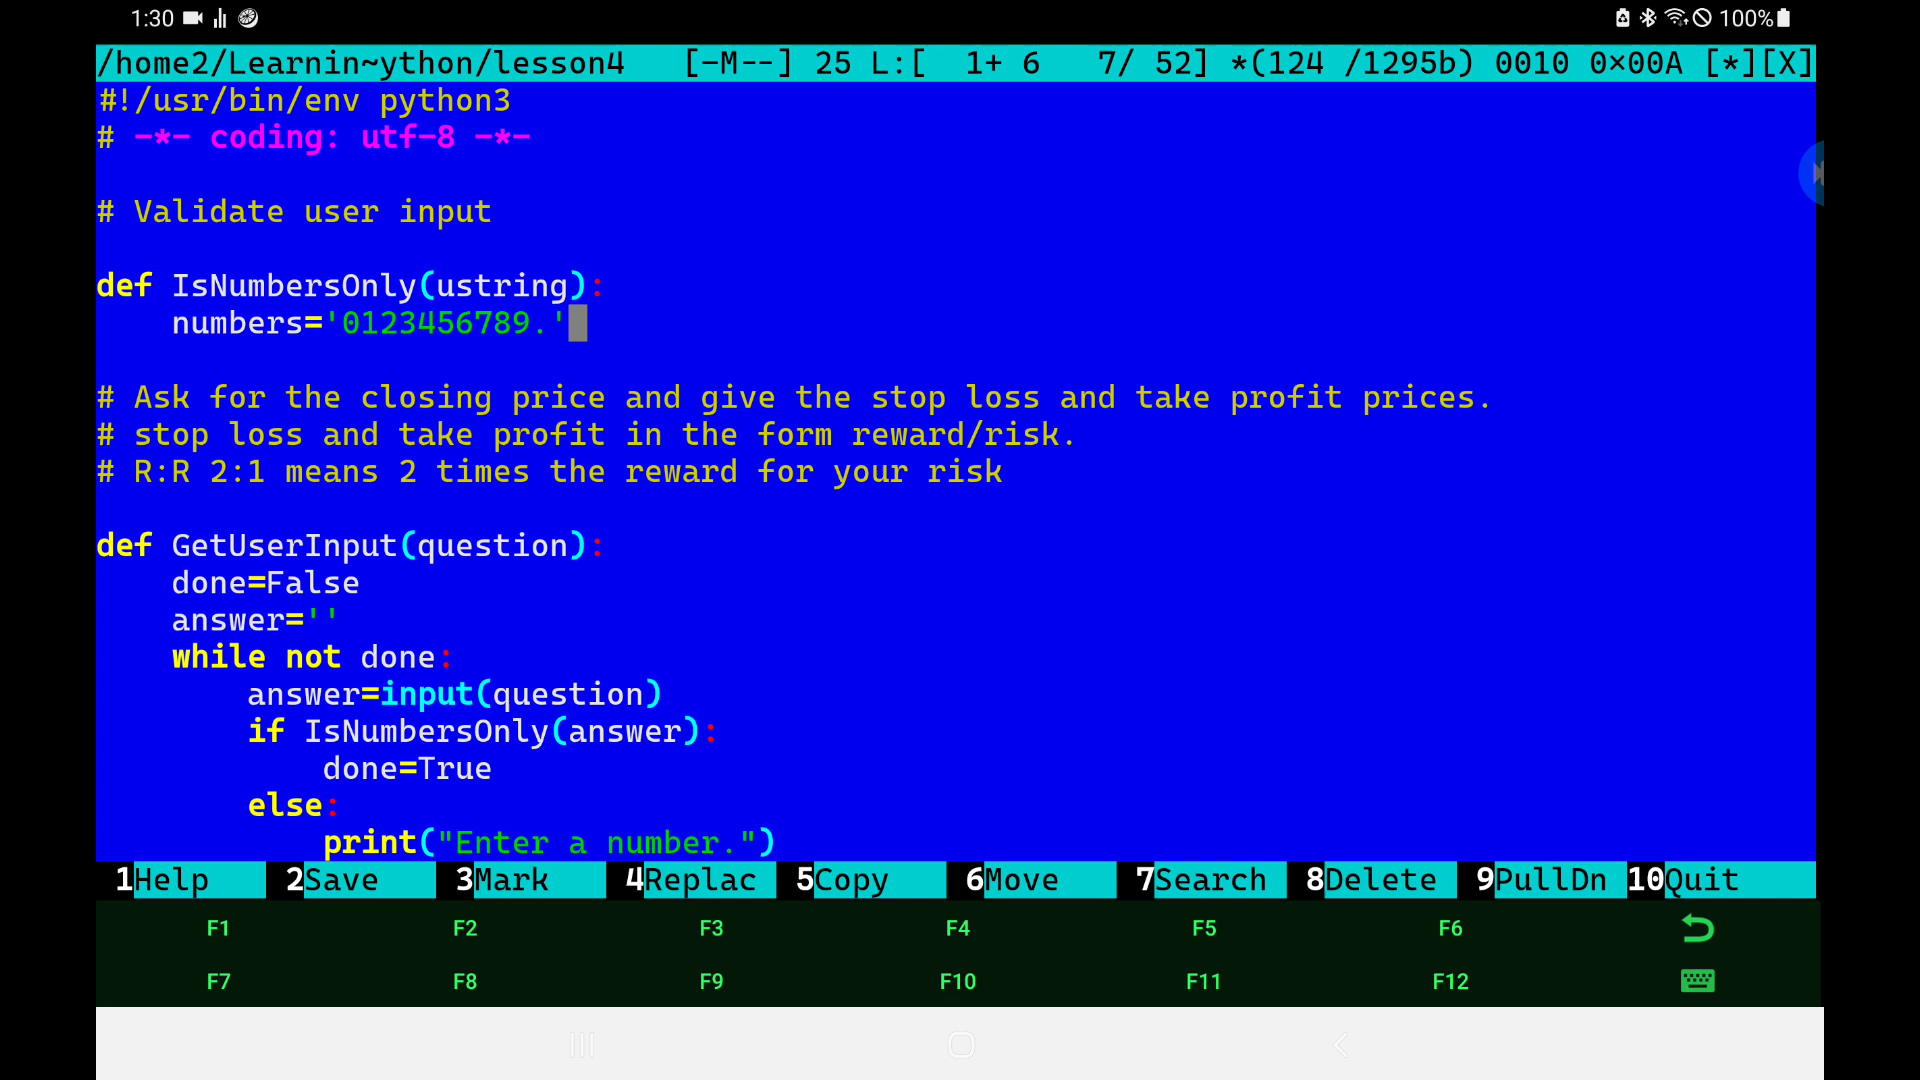 1:30 100%
/home2/Learnin~ython/lesson4 [-M--] 25 L:[ 1+ 6 7/ 52] *(124 /1295b) 0010 0x00A [*][X]
#!/usr/bin/env python3
# -*- coding: utf-8 -*-
# Validate user input
def IsNumbersOnly(ustring):
numbers='0123456789.'
# Ask for the closing price and give the stop loss and take profit prices.
# stop loss and take profit in the form reward/risk.
# R:R 2:1 means 2 times the reward for your risk
def GetUserInput(question):
done=False
answer=''
while not done:
answer=input(question)
if IsNumbersOnly(answer):
done=True
else:
print("Enter a number.")
1Help 2Save 3Mark 4Replac 5Copy 6Move 7Search 8Delete 9PullDn 10Quit
F1 F2 F3 F4 F5 F6
F7 F8 F9 F10 F11 F12